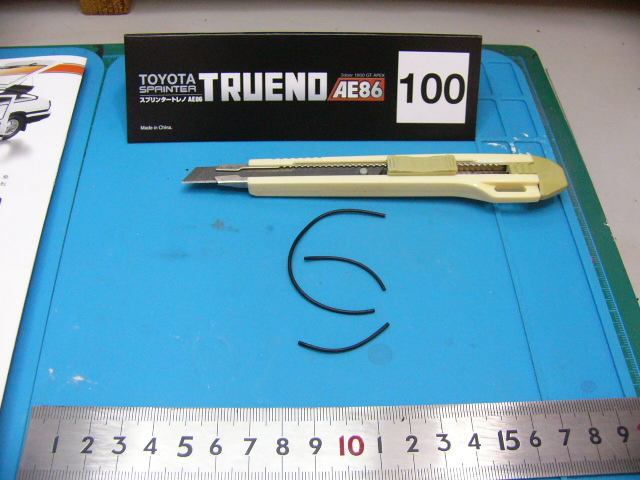 3door 1600 GT APEX
TOYOTA
SPRINTER
TRUENO AE86
スプリンタートレノ AE86
100
Made in China.
1 2 3 4 5 6 7 8 9 10 1 2 3 4 15 6 7 8 9